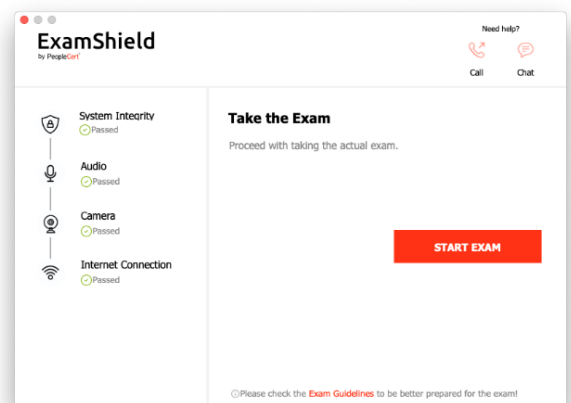 ExamShield
by PeopleCert
Need help?
Call
Chat
System Integrity
Passed
Audio
Passed
Camera
Passed
Internet Connection
Passed
Take the Exam
Proceed with taking the actual exam.
START EXAM
Please check the Exam Guidelines to be better prepared for the exam!